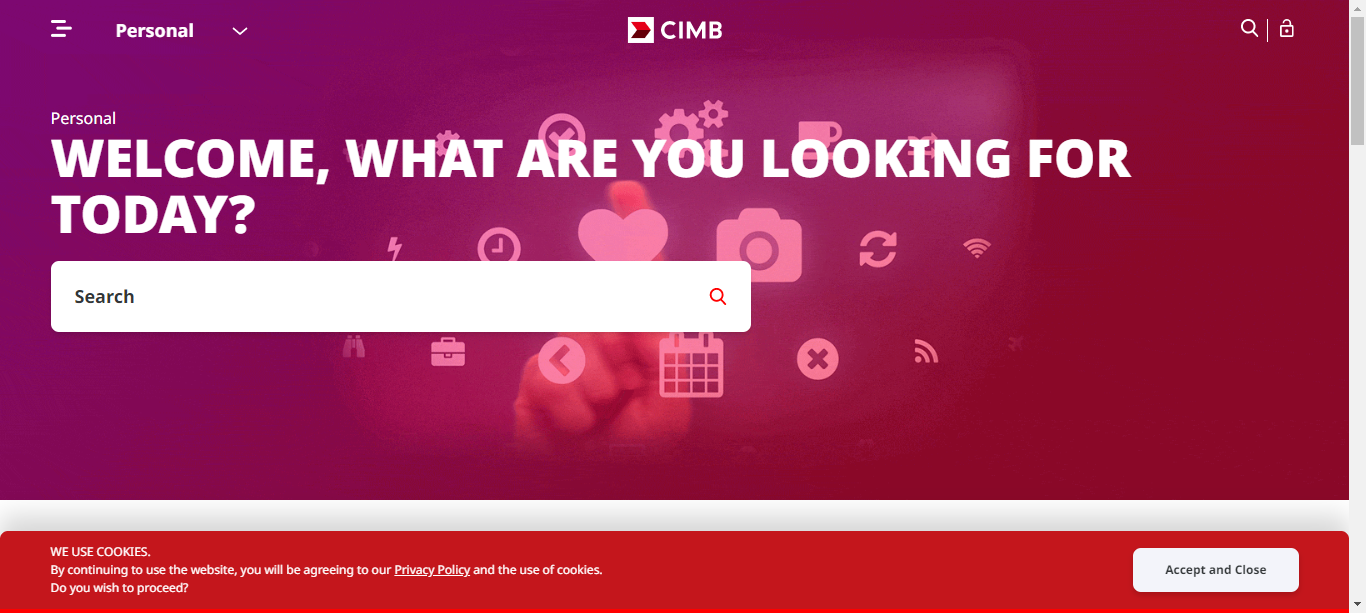 Personal
CIMB
Personal
WELCOME, WHAT ARE YOU LOOKING FOR
TODAY?
Search
WE USE COOKIES.
By continuing to use the website, you will be agreeing to our Privacy Policy and the use of cookies.
Do you wish to proceed?
Accept and Close